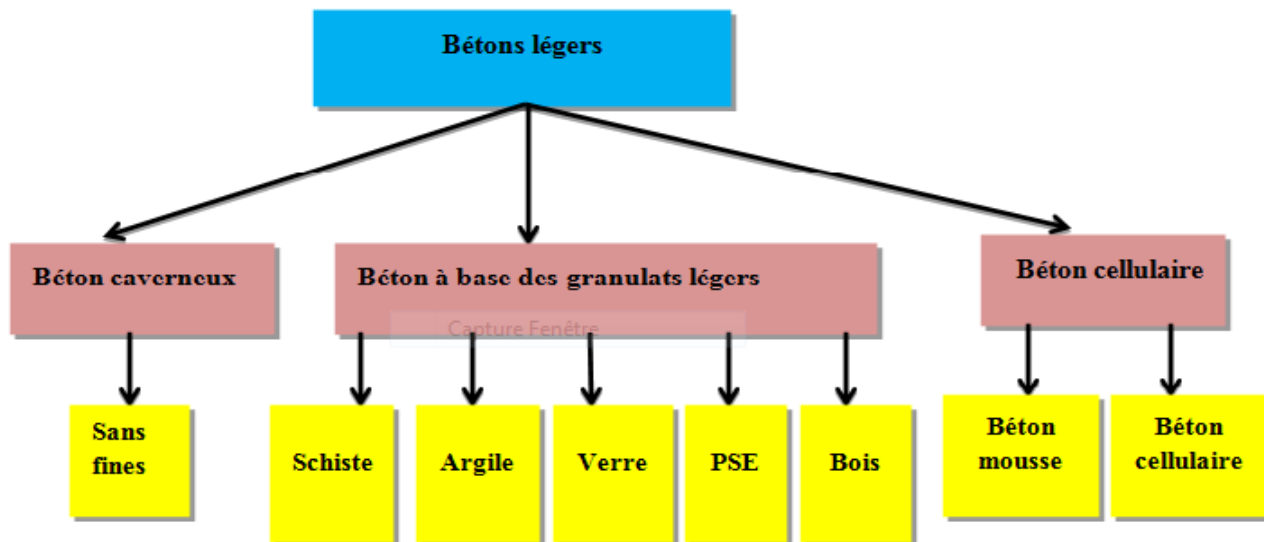 Bétons légers
Béton caverneux
Béton à base des granulats légers
Béton cellulaire
Capture Fenêtre
Sans
fines
Schiste
Argile
Verre
PSE
Bois
Béton
mousse
Béton
cellulaire